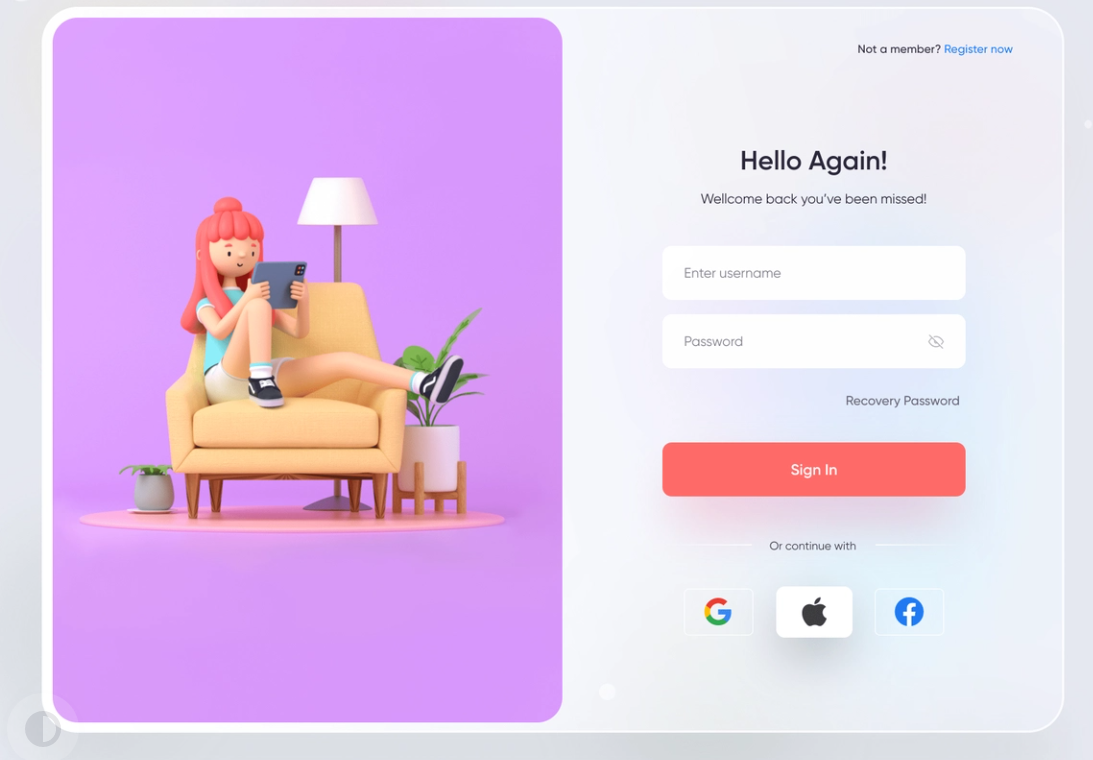 Not a member? Register now
Hello Again!
Wellcome back you've been missed!
Enter username
Password
Recovery Password
Sign In
Or continue with